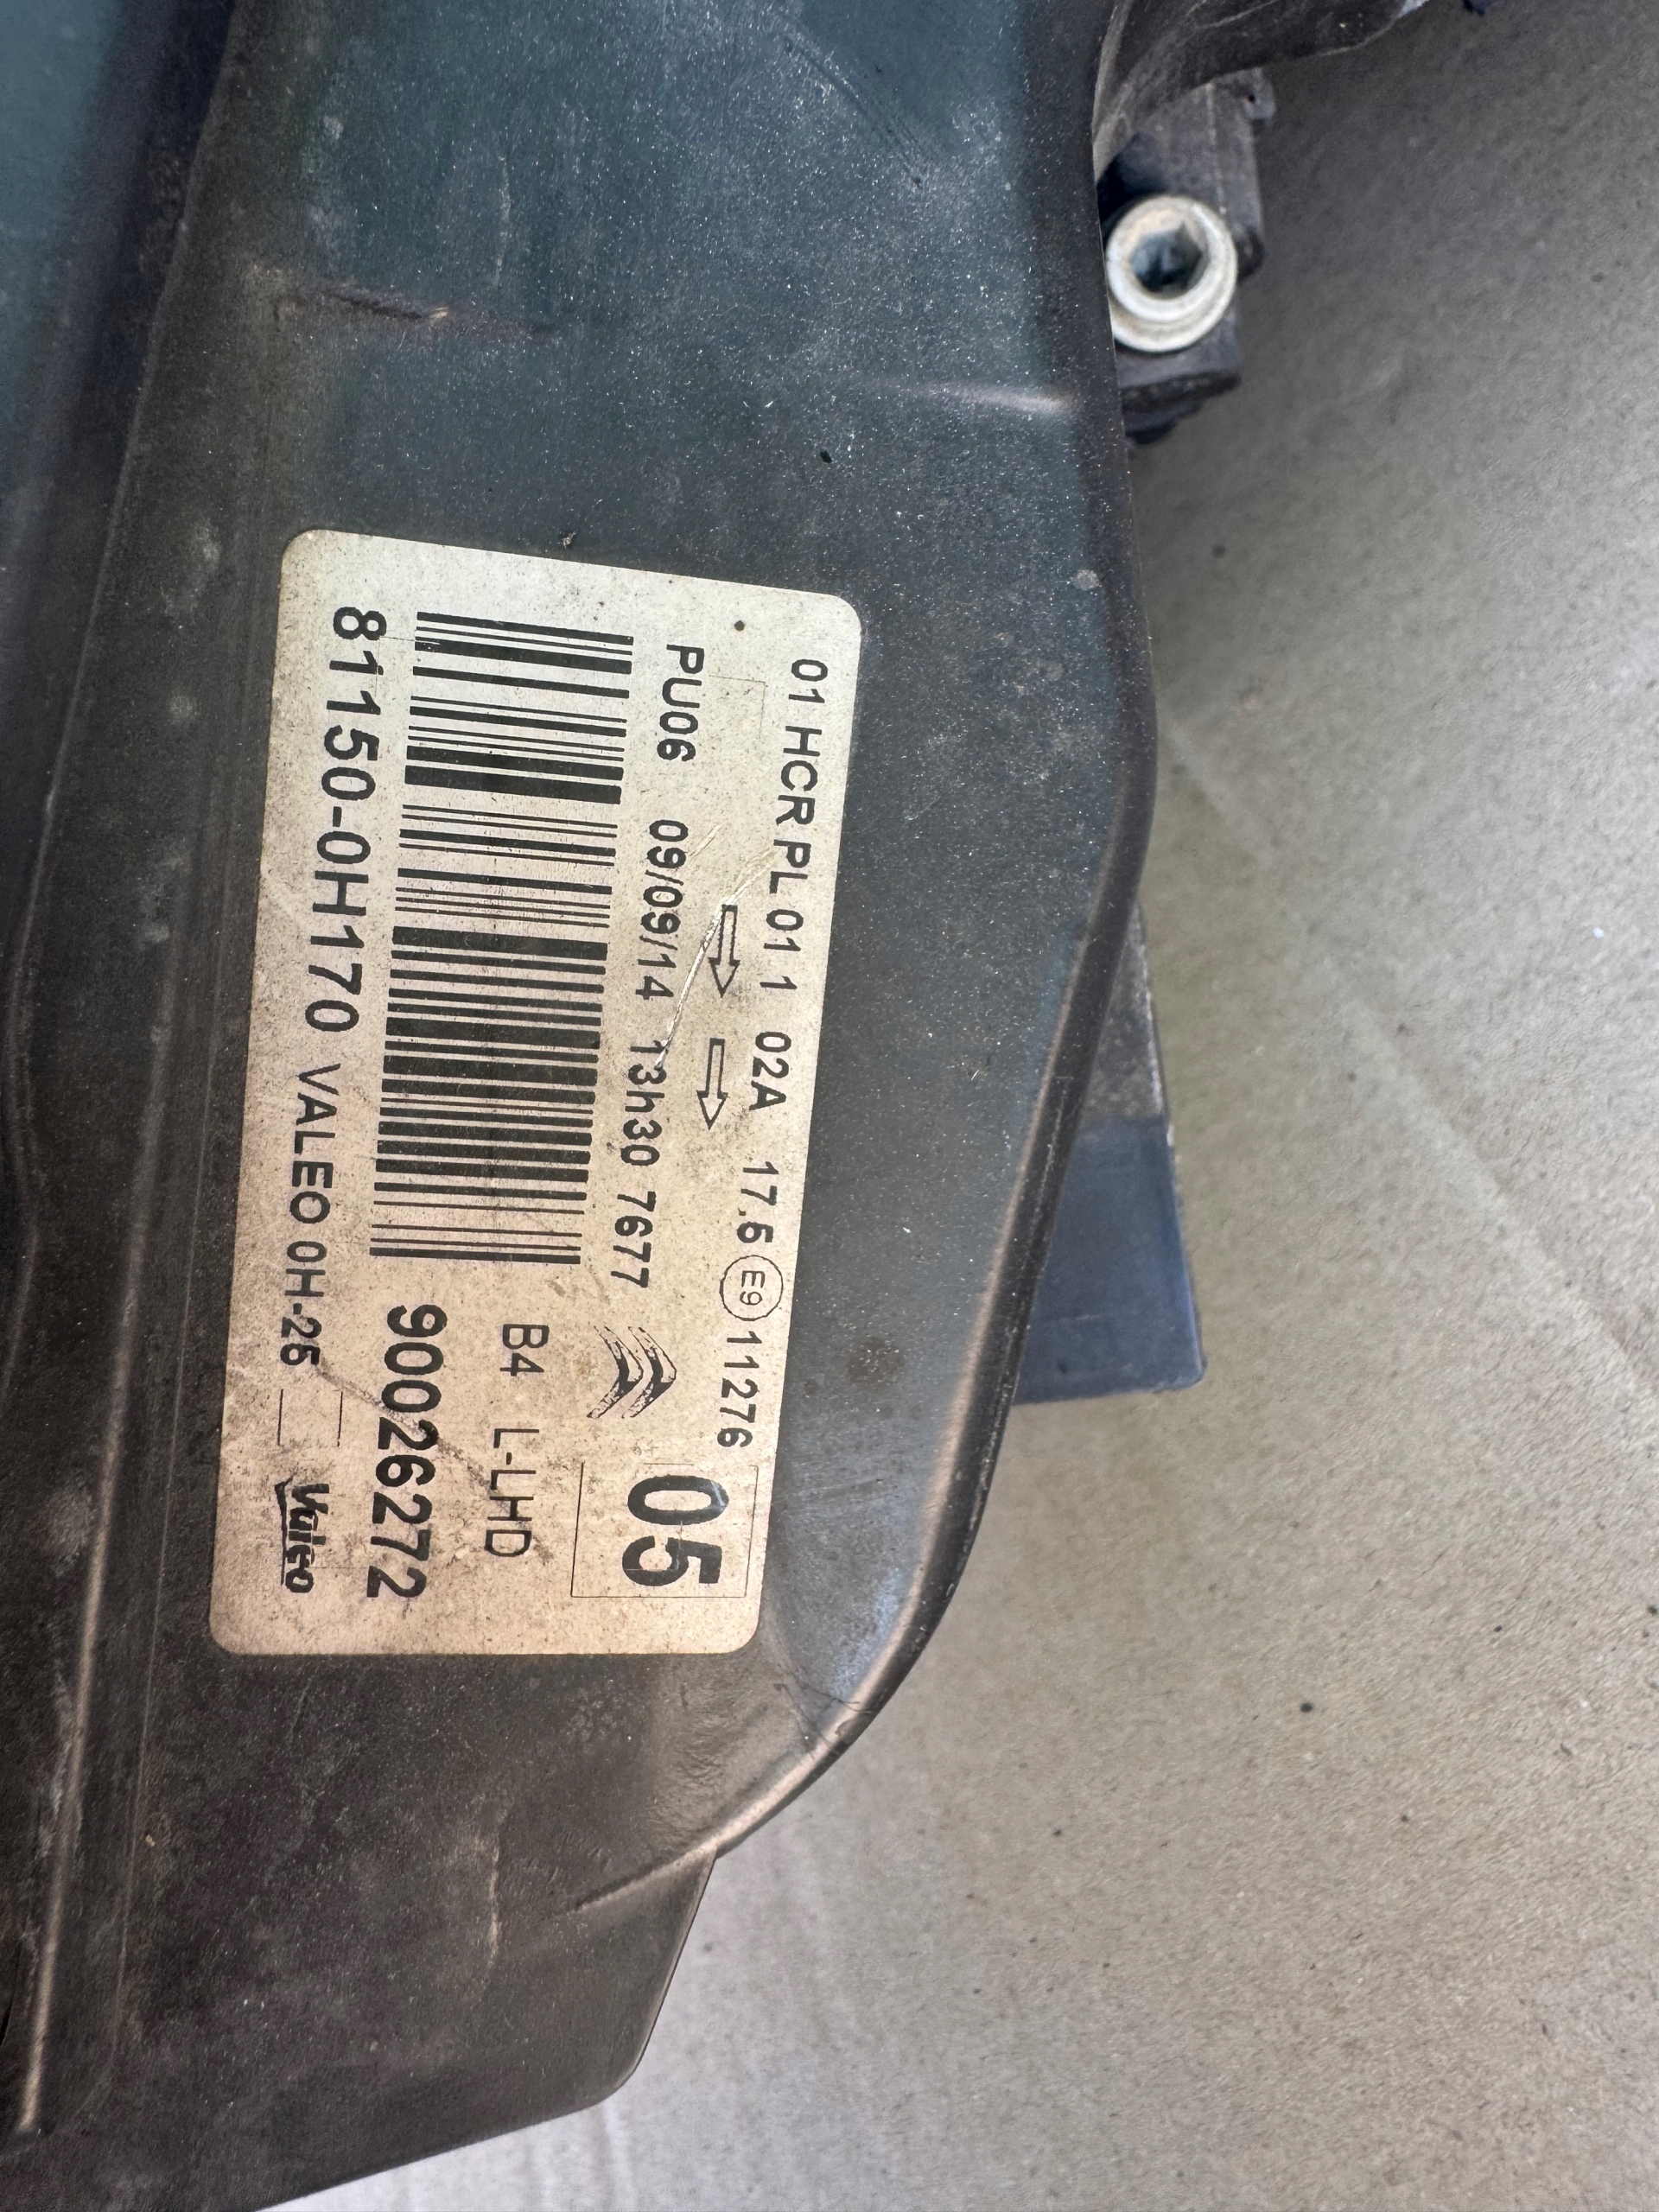 01 HCR PL 01 1 02A 17.5 E9 11276
PU06 09/09/14 13h30 7677
05
B4 L-LHD
90026272
81150-0H170 VALEO 0H-25
Valeo